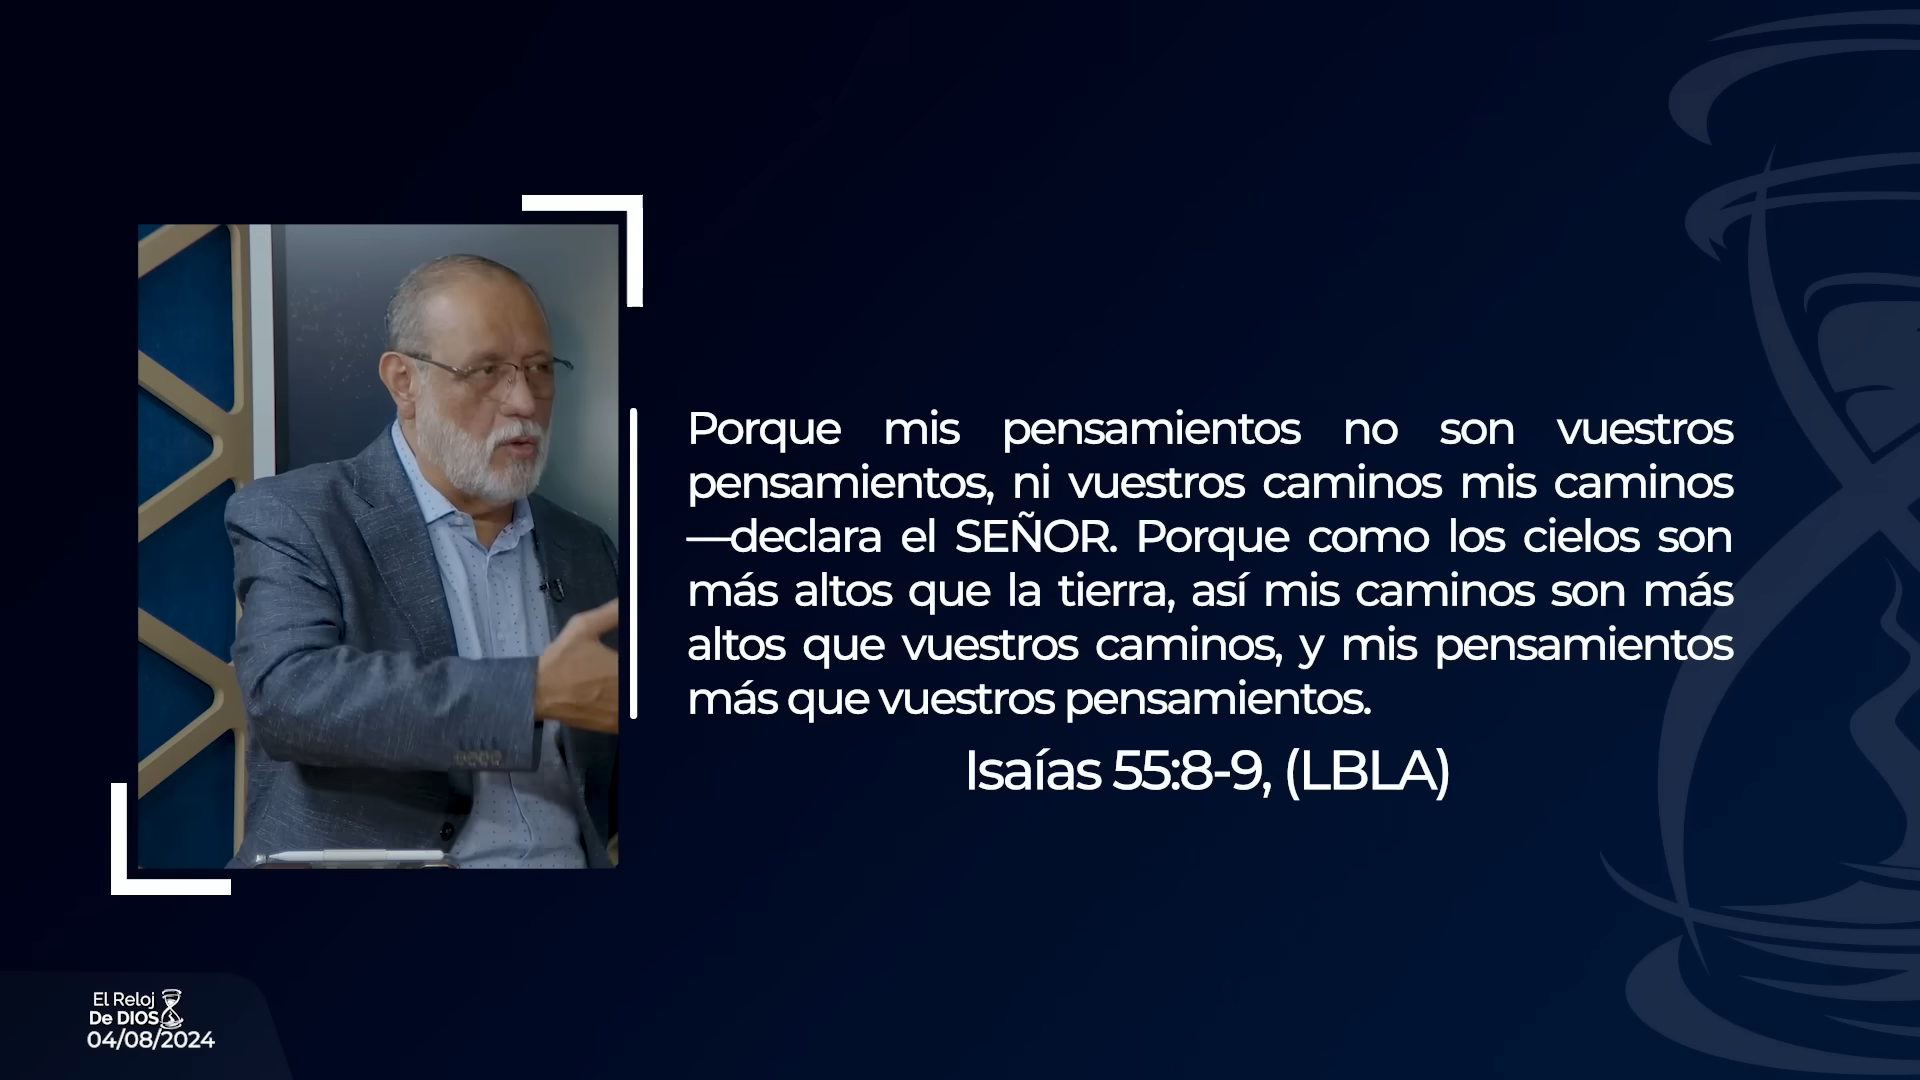 Porque mis pensamientos no son vuestros
pensamientos, ni vuestros caminos mis caminos
—declara el SEÑOR. Porque como los cielos son
más altos que la tierra, así mis caminos son más
altos que vuestros caminos, y mis pensamientos
más que vuestros pensamientos.
Isaías 55:8-9, (LBLA)
El Reloj
De DIOS
04/08/2024